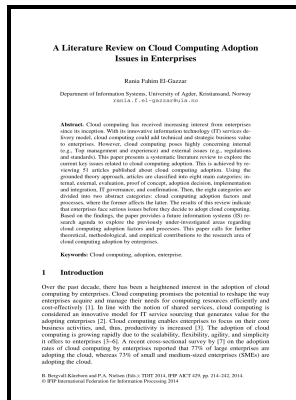 A Literature Review on Cloud Computing Adoption
Issues in Enterprises
Rania Fahim El-Gazzar
Department of Information Systems, University of Agder, Kristiansand, Norway
rania.f.el-gazzar@uia.no
Abstract. Cloud computing has received increasing interest from enterprises
since its inception. With its innovative information technology (IT) services de-
livery model, cloud computing could add technical and strategic business value
to enterprises. However, cloud computing poses highly concerning internal
(e.g., Top management and experience) and external issues (e.g., regulations
and standards). This paper presents a systematic literature review to explore the
current key issues related to cloud computing adoption. This is achieved by
reviewing 51 articles published about cloud computing adoption. Using the
grounded theory approach, articles are classified into eight main categories: in-
ternal, external, evaluation, proof of concept, adoption decision, implementation
and integration, IT governance, and confirmation. Then, the eight categories are
divided into two abstract categories: cloud computing adoption factors and
processes, where the former affects the latter. The results of this review indicate
that enterprises face serious issues before they decide to adopt cloud computing.
Based on the findings, the paper provides a future information systems (IS) re-
search agenda to explore the previously under-investigated areas regarding
cloud computing adoption factors and processes. This paper calls for further
theoretical, methodological, and empirical contributions to the research area of
cloud computing adoption by enterprises.
Keywords: Cloud computing, adoption, enterprise.
1 Introduction
Over the past decade, there has been a heightened interest in the adoption of cloud
computing by enterprises. Cloud computing promises the potential to reshape the way
enterprises acquire and manage their needs for computing resources efficiently and
cost-effectively [1]. In line with the notion of shared services, cloud computing is
considered an innovative model for IT service sourcing that generates value for the
adopting enterprises [2]. Cloud computing enables enterprises to focus on their core
business activities, and, thus, productivity is increased [3]. The adoption of cloud
computing is growing rapidly due to the scalability, flexibility, agility, and simplicity
it offers to enterprises [3–6]. A recent cross-sectional survey by [7] on the adoption
rates of cloud computing by enterprises reported that 77% of large enterprises are
adopting the cloud, whereas 73% of small and medium-sized enterprises (SMEs) are
adopting the cloud.
B. Bergvall-Kåreborn and P.A. Nielsen (Eds.): TDIT 2014, IFIP AICT 429, pp. 214–242, 2014.
© IFIP International Federation for Information Processing 2014